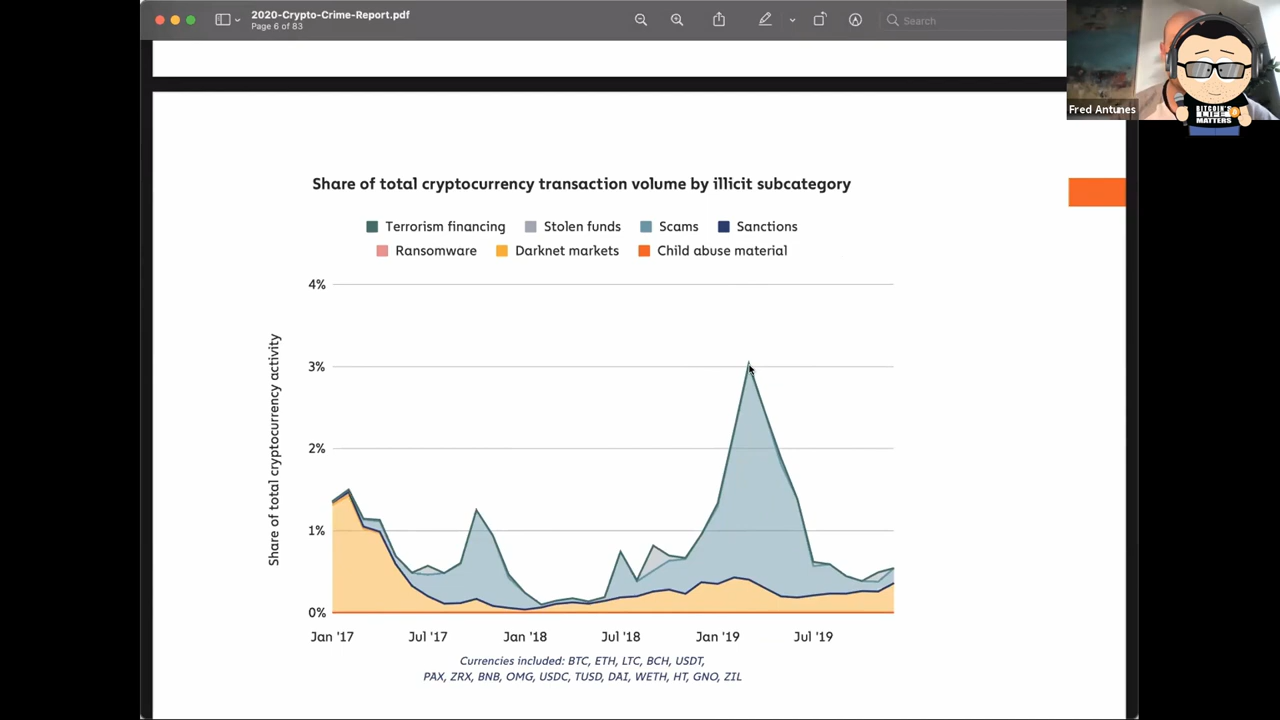 2020-Crypto-Crime-Report.pdf
Page 6 of 83
Search
Fred Antunes
BITCOIN'S
LIFE
MATTERS
Share of total cryptocurrency transaction volume by illicit subcategory
Terrorism financing Stolen funds Scams Sanctions
Ransomware Darknet markets Child abuse material
4%
3%
2%
1%
0%
Share of total cryptocurrency activity
Jan '17 Jul '17 Jan '18 Jul '18 Jan '19 Jul '19
Currencies included: BTC, ETH, LTC, BCH, USDT,
PAX, ZRX, BNB, OMG, USDC, TUSD, DAI, WETH, HT, GNO, ZIL